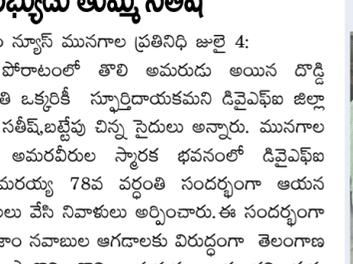 తుమ్మ సతీష్
న్యూస్ మునగాల ప్రతినిధి జులై 4:
పోరాటంలో తొలి అమరుడు అయిన దొడ్డి
ఒక్కరికీ స్ఫూర్తిదాయకమని డివైఎఫ్ఐ జిల్లా
సతీష్,బట్టేపు చిన్న సైదులు అన్నారు. మునగాల
అమరవీరుల స్మారక భవనంలో డివైఎఫ్ఐ
మరయ్య 78వ వర్ధంతి సందర్భంగా ఆయన
లు వేసి నివాళులు అర్పించారు. ఈ సందర్భంగా
జాం నవాబుల ఆగడాలకు విరుద్ధంగా తెలంగాణ